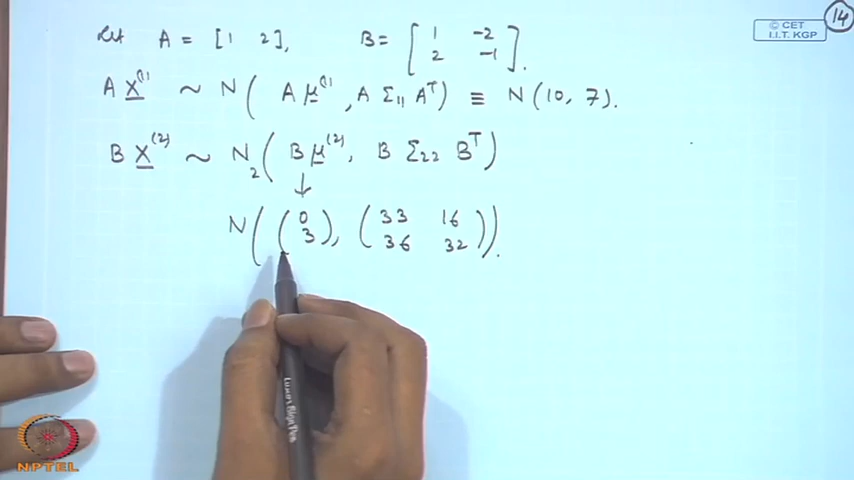 14
© CET
I.I.T. KGP
Let A = [1 2], B = [1 -2
2 -1].
A X^(1) ~ N( A μ^(1), A Σ11 A^T) ≡ N(10, 7).
B X^(2) ~ N2( B μ^(2), B Σ22 B^T)
↓
N( (0
3), (33 16
36 32)).
Luxor
NPTEL